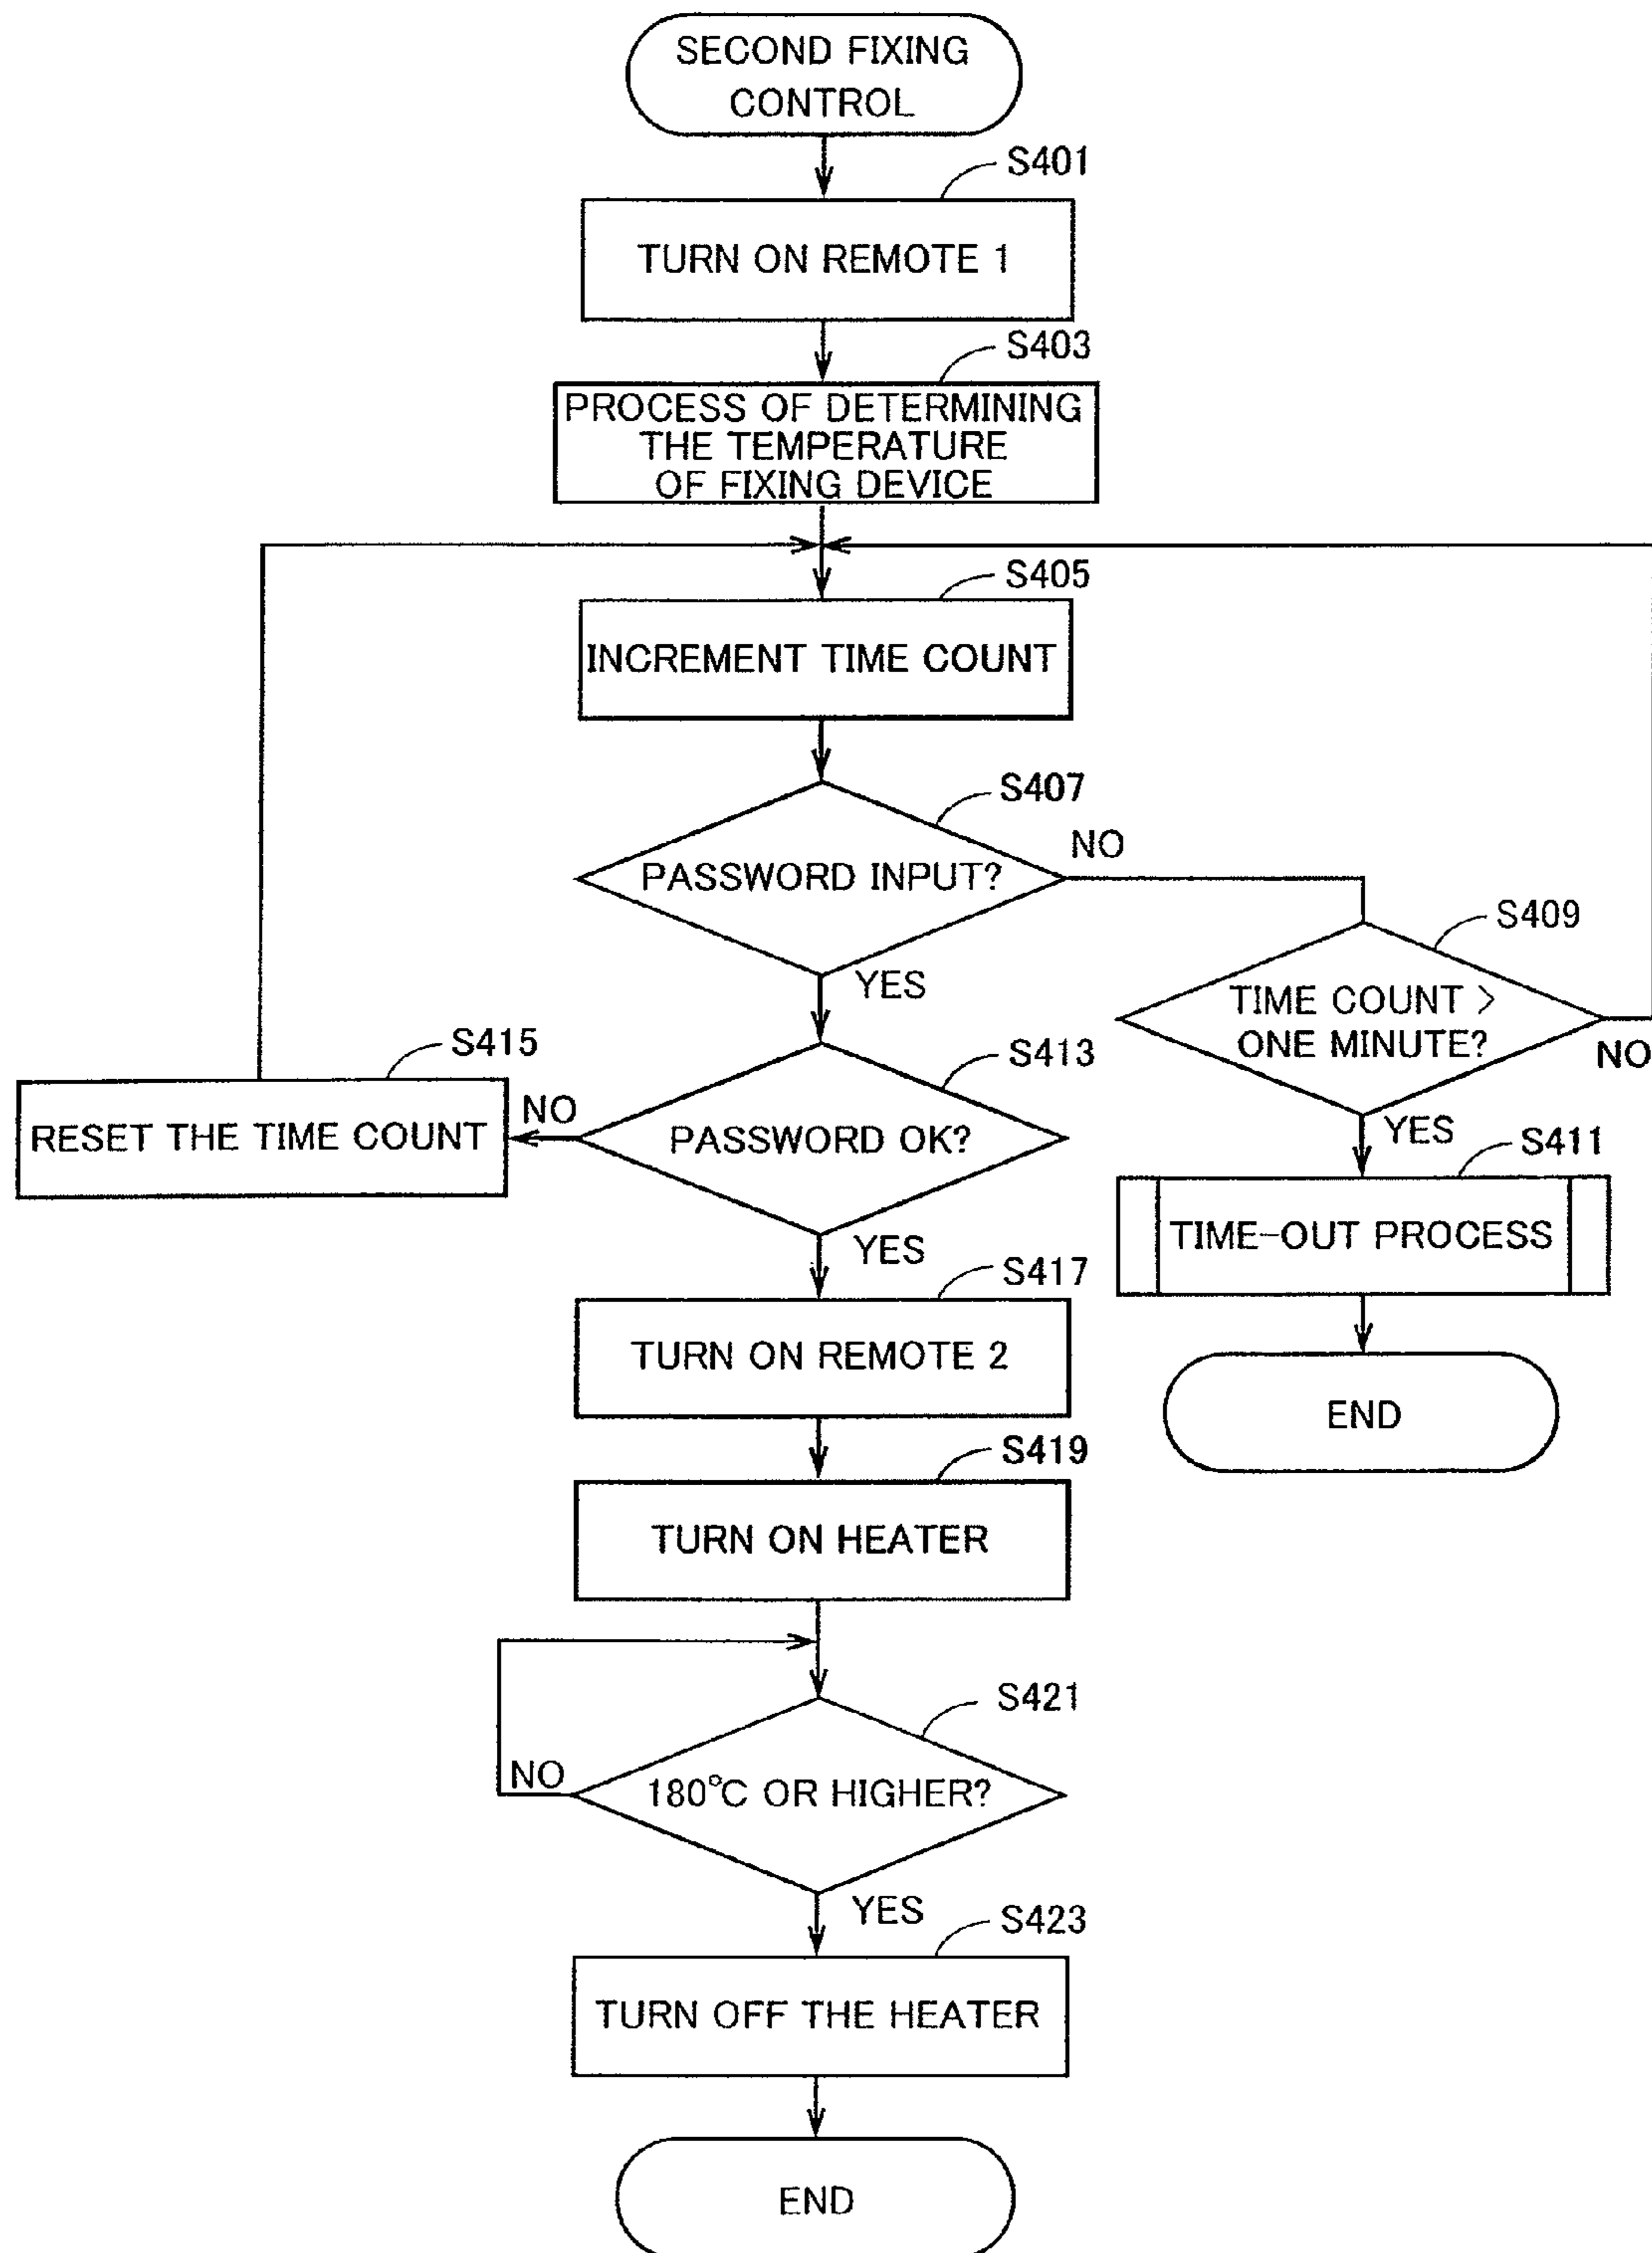 SECOND FIXING
CONTROL
S401
TURN ON REMOTE 1
S403
PROCESS OF DETERMINING
THE TEMPERATURE
OF FIXING DEVICE
S405
INCREMENT TIME COUNT
S407
PASSWORD INPUT?
NO
YES
S409
TIME COUNT >
ONE MINUTE?
NO
YES
S411
TIME-OUT PROCESS
END
S413
PASSWORD OK?
NO
S415
RESET THE TIME COUNT
YES
S417
TURN ON REMOTE 2
S419
TURN ON HEATER
S421
180°C OR HIGHER?
NO
YES
S423
TURN OFF THE HEATER
END